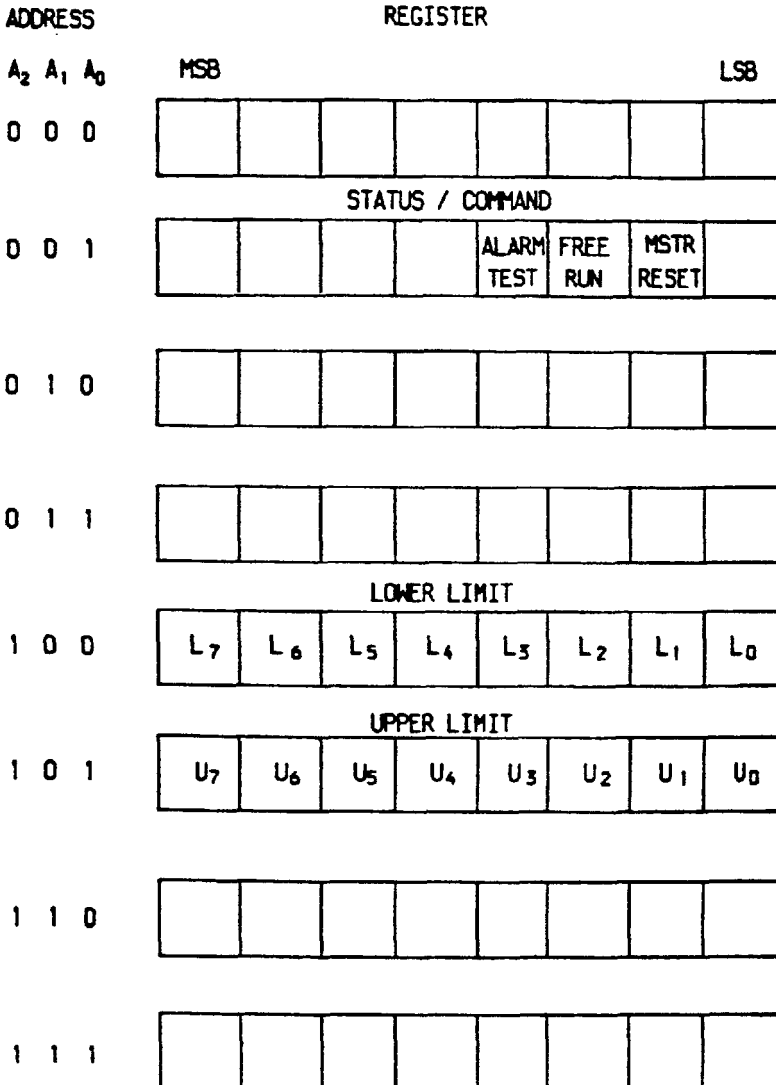 ADDRESS REGISTER
A₂ A₁ A₀ MSB LSB
0 0 0
STATUS / COMMAND
0 0 1 ALARM TEST FREE RUN MSTR RESET
0 1 0
0 1 1
LOWER LIMIT
1 0 0 L₇ L₆ L₅ L₄ L₃ L₂ L₁ L₀
UPPER LIMIT
1 0 1 U₇ U₆ U₅ U₄ U₃ U₂ U₁ U₀
1 1 0
1 1 1